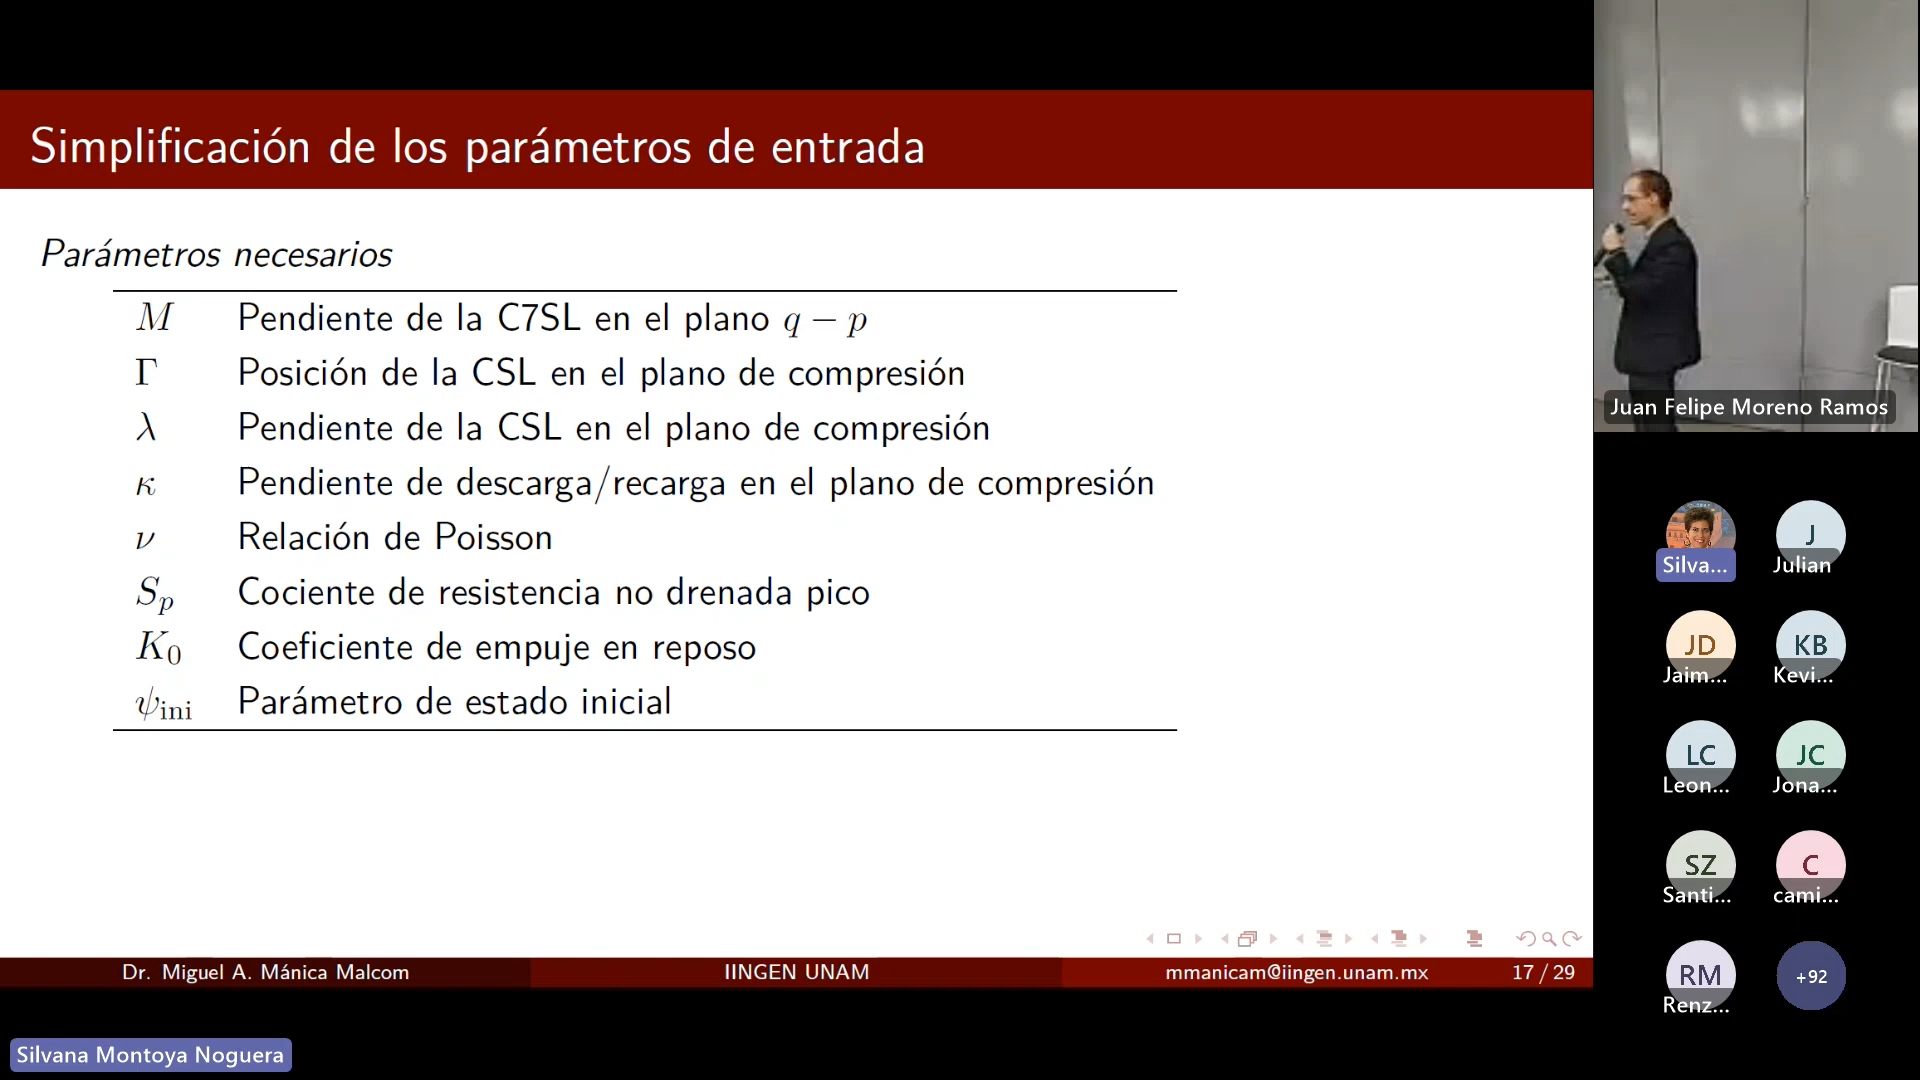 Simplificación de los parámetros de entrada
Parámetros necesarios
M Pendiente de la C7SL en el plano q − p
Γ Posición de la CSL en el plano de compresión
λ Pendiente de la CSL en el plano de compresión
κ Pendiente de descarga/recarga en el plano de compresión
ν Relación de Poisson
S_p Cociente de resistencia no drenada pico
K_0 Coeficiente de empuje en reposo
ψ_ini Parámetro de estado inicial
Dr. Miguel A. Mánica Malcom IINGEN UNAM mmanicam@iingen.unam.mx 17 / 29
Silvana Montoya Noguera
Juan Felipe Moreno Ramos
Silva...
J
Julian
JD
Jaim...
KB
Kevi...
LC
Leon...
JC
Jona...
SZ
Santi...
C
cami...
RM
Renz...
+92